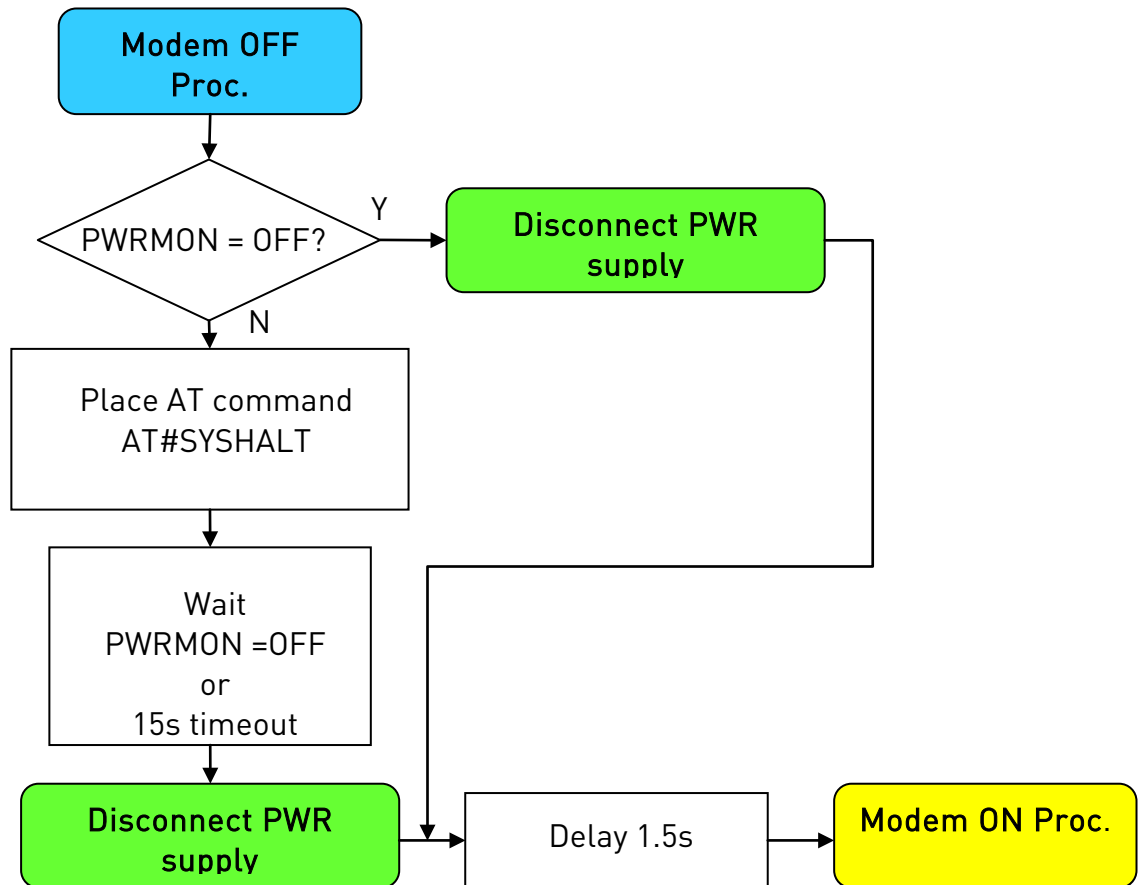 Modem OFF
Proc.
PWRMON = OFF?
Y
Disconnect PWR
supply
N
Place AT command
AT#SYSHALT
Wait
PWRMON =OFF
or
15s timeout
Disconnect PWR
supply
Delay 1.5s
Modem ON Proc.